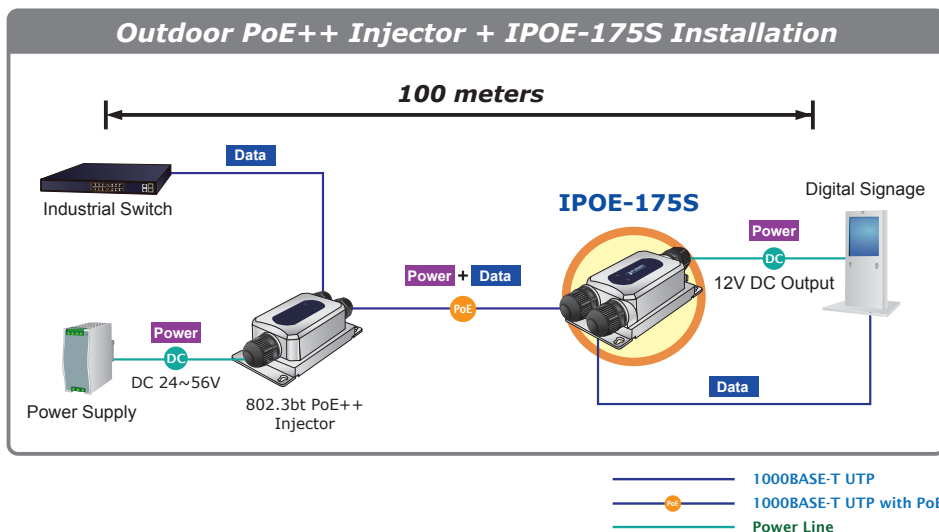 Outdoor PoE++ Injector + IPOE-175S Installation
100 meters
Data
Industrial Switch
IPOE-175S
Digital Signage
Power
DC
12V DC Output
Power + Data
PoE
Power
DC
DC 24~56V
Power Supply
802.3bt PoE++
Injector
Data
1000BASE-T UTP
PoE
1000BASE-T UTP with PoE
Power Line